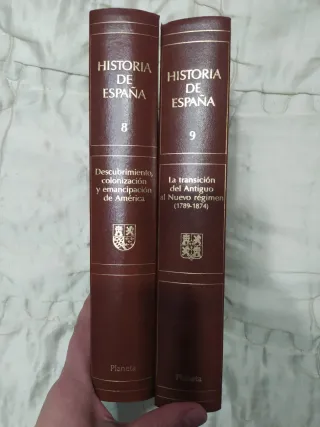 HISTORIA
DE
ESPAÑA
8
Descubrimiento,
colonización
y emancipación
de América
Planeta
HISTORIA
DE
ESPAÑA
9
La transición
del Antiguo
al Nuevo régimen
(1789-1874)
Planeta